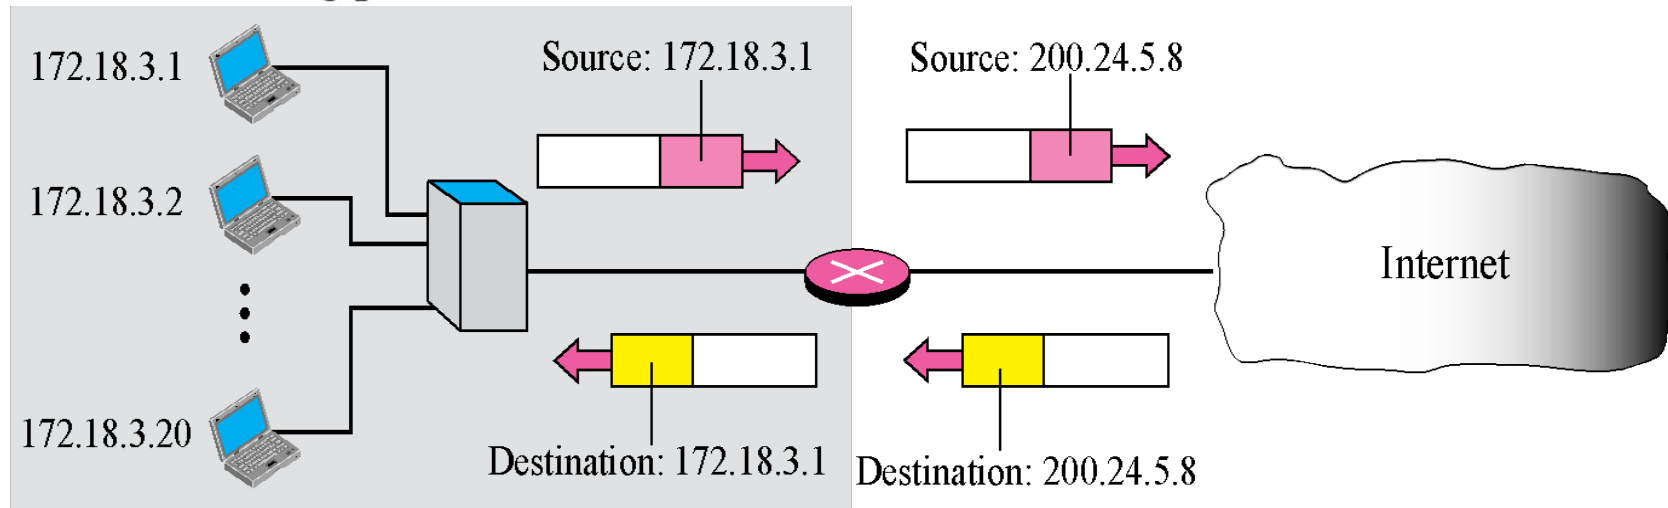 172.18.3.1
Source: 172.18.3.1
Source: 200.24.5.8
172.18.3.2
Internet
172.18.3.20
Destination: 172.18.3.1
Destination: 200.24.5.8